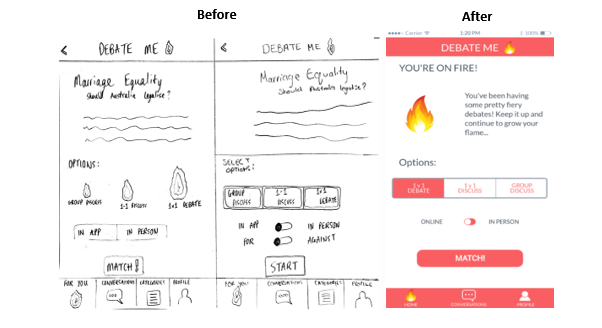 Before
After
DEBATE ME
Marriage Equality
Should Australia legalise?
OPTIONS:
GROUP DISCUSS
1-1 DISCUSS
1v1 DEBATE
IN APP
IN PERSON
MATCH!
FOR YOU
CONVERSATIONS
CATEGORIES
PROFILE
DEBATE ME
Marriage Equality
Should Australia legalise?
SELECT
OPTIONS:
GROUP
DISCUSS
1-1
DISCUSS
1v1
DEBATE
IN APP
IN PERSON
FOR
AGAINST
START
FOR YOU
CONVERSATIONS
CATEGORIES
PROFILE
Carrier
1:20 PM
100%
DEBATE ME
YOU'RE ON FIRE!
You've been having
some pretty fiery
debates! Keep it up and
continue to grow your
flame...
Options:
1v1
DEBATE
1v1
DISCUSS
GROUP
DISCUSS
ONLINE
IN PERSON
MATCH!
HOME
CONVERSATIONS
PROFILE